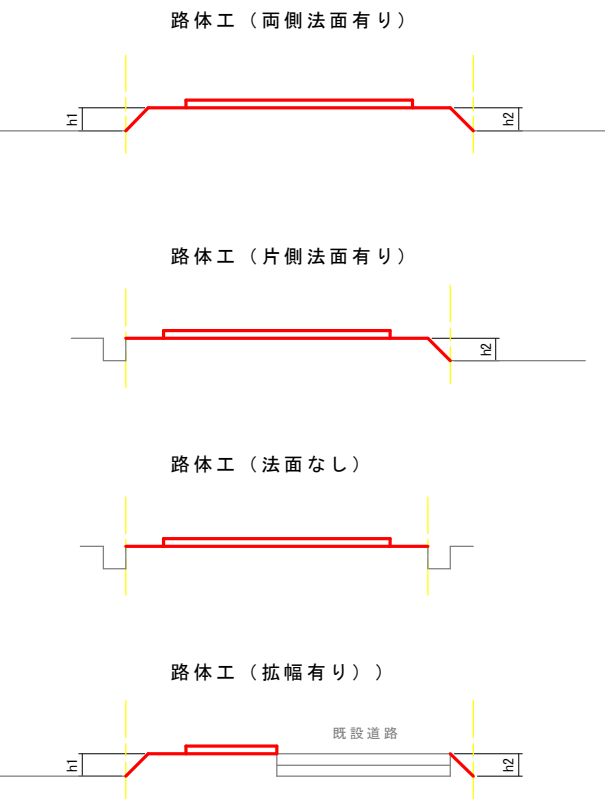 路体工（両側法面有り）
h1
h2
路体工（片側法面有り）
h2
路体工（法面なし）
路体工（拡幅有り））
既設道路
h1
h2